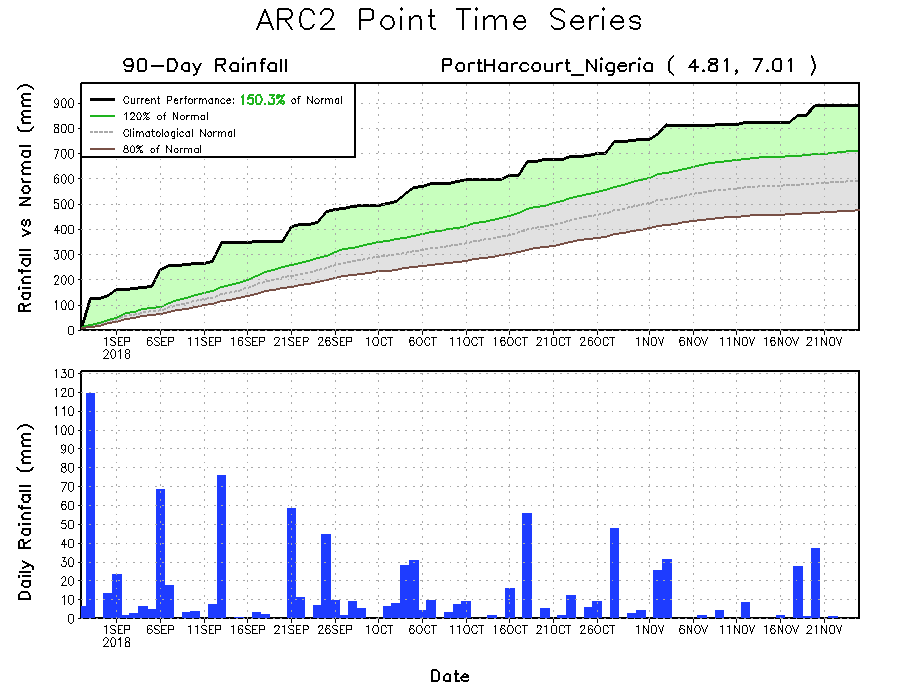 ARC2 Point Time Series
90-Day Rainfall
PortHarcourt_Nigeria ( 4.81, 7.01 )
Rainfall vs Normal (mm)
Current Performance: 150.3% of Normal
120% of Normal
Climatological Normal
80% of Normal
900
800
700
600
500
400
300
200
100
0
1SEP 6SEP 11SEP 16SEP 21SEP 26SEP 1OCT 6OCT 11OCT 16OCT 21OCT 26OCT 1NOV 6NOV 11NOV 16NOV 21NOV
2018
Daily Rainfall (mm)
130
120
110
100
90
80
70
60
50
40
30
20
10
0
1SEP 6SEP 11SEP 16SEP 21SEP 26SEP 1OCT 6OCT 11OCT 16OCT 21OCT 26OCT 1NOV 6NOV 11NOV 16NOV 21NOV
2018
Date